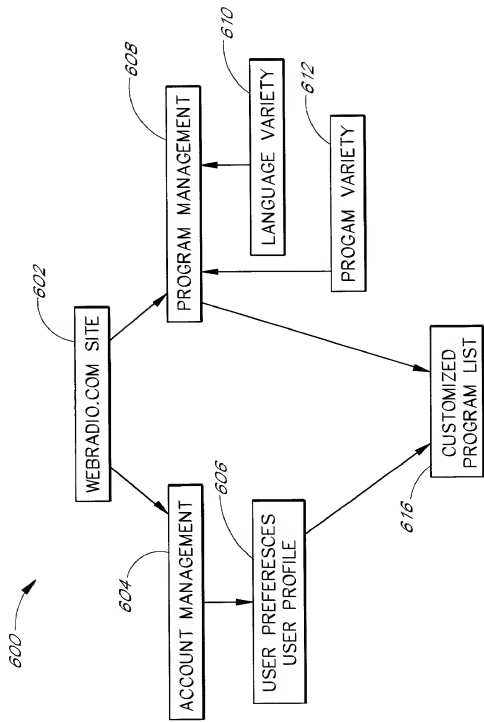 600
602
WEBRADIO.COM SITE
604
ACCOUNT MANAGEMENT
608
PROGRAM MANAGEMENT
606
USER PREFERESCES
USER PROFILE
610
LANGUAGE VARIETY
612
PROGAM VARIETY
616
CUSTOMIZED
PROGRAM LIST